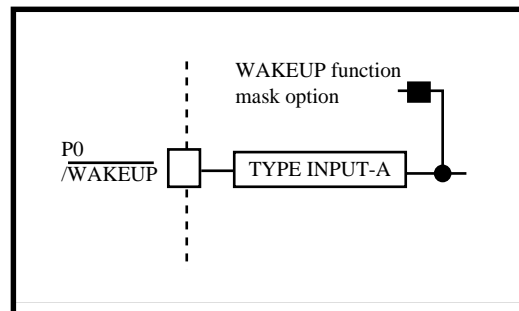 WAKEUP function
mask option
P0
/WAKEUP
TYPE INPUT-A